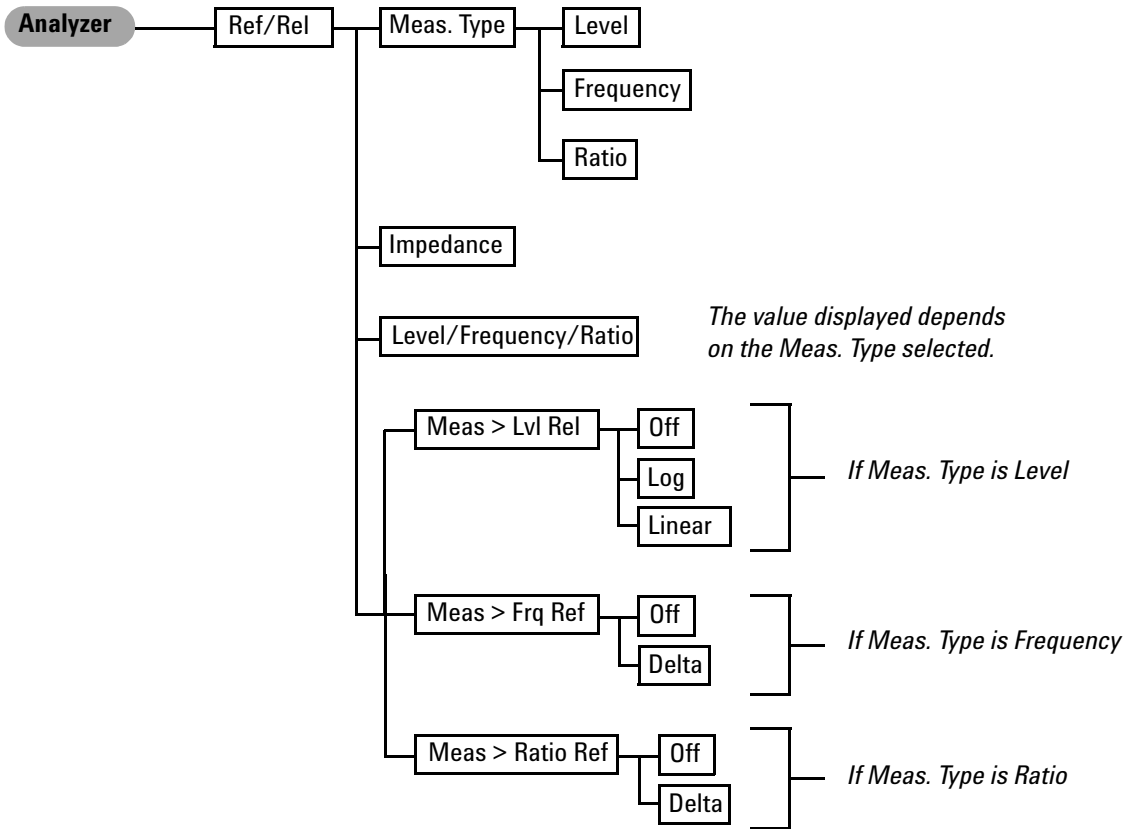 Analyzer
Ref/Rel
Meas. Type
Level
Frequency
Ratio
Impedance
Level/Frequency/Ratio
The value displayed depends
on the Meas. Type selected.
Meas > Lvl Rel
Off
Log
Linear
If Meas. Type is Level
Meas > Frq Ref
Off
Delta
If Meas. Type is Frequency
Meas > Ratio Ref
Off
Delta
If Meas. Type is Ratio